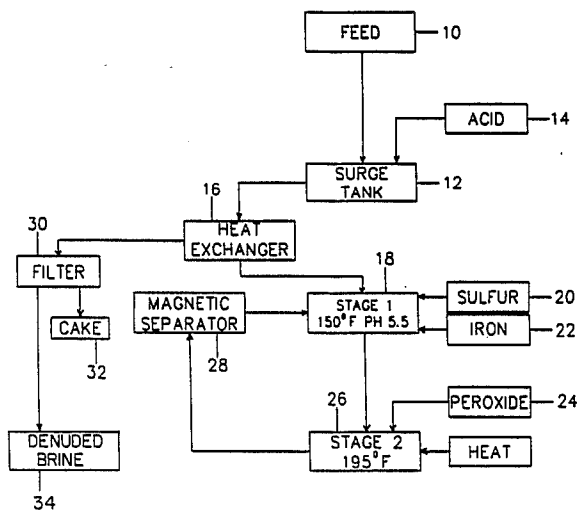 FEED
10
ACID
14
SURGE
TANK
12
16
HEAT
EXCHANGER
30
FILTER
18
MAGNETIC
SEPARATOR
STAGE 1
150°F PH 5.5
SULFUR
20
CAKE
IRON
22
28
32
26
PEROXIDE
24
DENUDED
BRINE
STAGE 2
195°F
HEAT
34